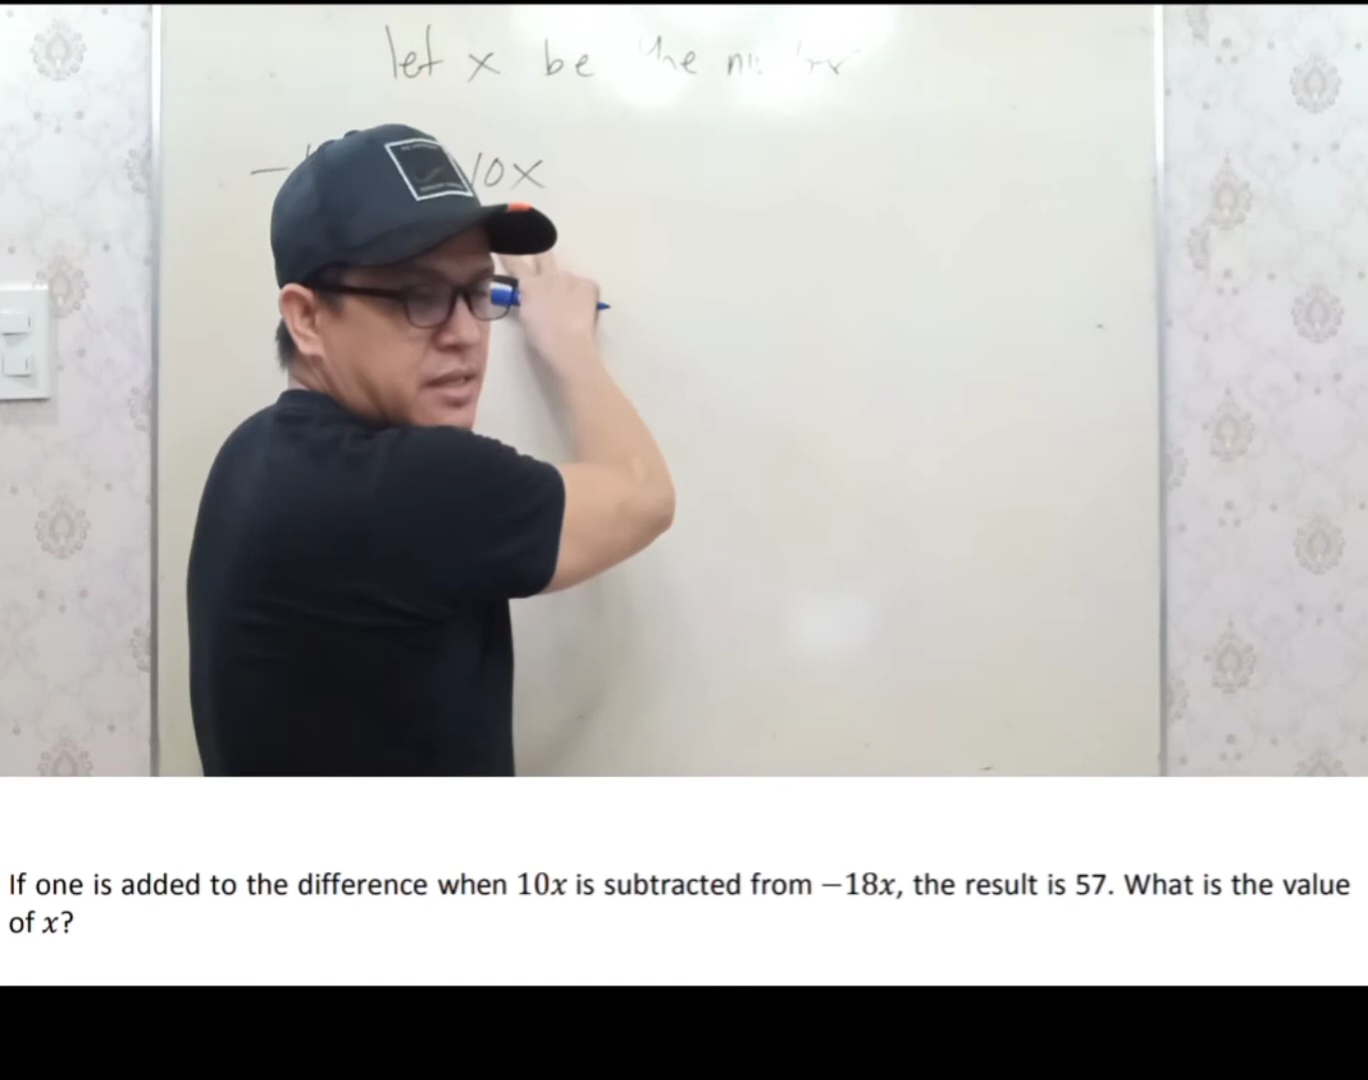 let x be the
10x
If one is added to the difference when 10x is subtracted from −18x, the result is 57. What is the value
of x?